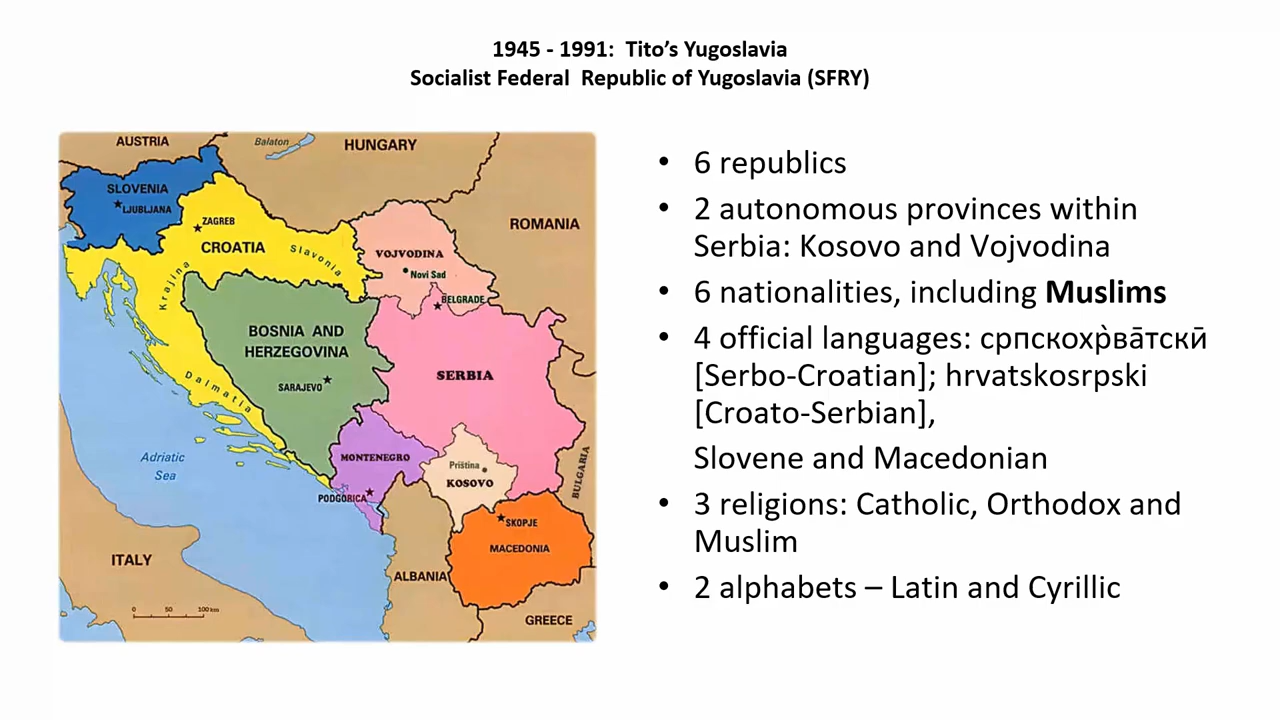 1945 - 1991:  Tito’s Yugoslavia
Socialist Federal  Republic of Yugoslavia (SFRY)
AUSTRIA
Balaton
HUNGARY
SLOVENIA
LJUBLJANA
ZAGREB
CROATIA
Slavonia
ROMANIA
VOJVODINA
Novi Sad
Krajina
BELGRADE
BOSNIA AND
HERZEGOVINA
SARAJEVO
SERBIA
Dalmatia
Adriatic
Sea
MONTENEGRO
Priština
KOSOVO
BULGARIA
PODGORICA
SKOPJE
MACEDONIA
ITALY
ALBANIA
0 50 100 km
GREECE
• 6 republics
• 2 autonomous provinces within
Serbia: Kosovo and Vojvodina
• 6 nationalities, including Muslims
• 4 official languages: српскохр̀ва̄тскӣ
[Serbo-Croatian]; hrvatskosrpski
[Croato-Serbian],
Slovene and Macedonian
• 3 religions: Catholic, Orthodox and
Muslim
• 2 alphabets – Latin and Cyrillic